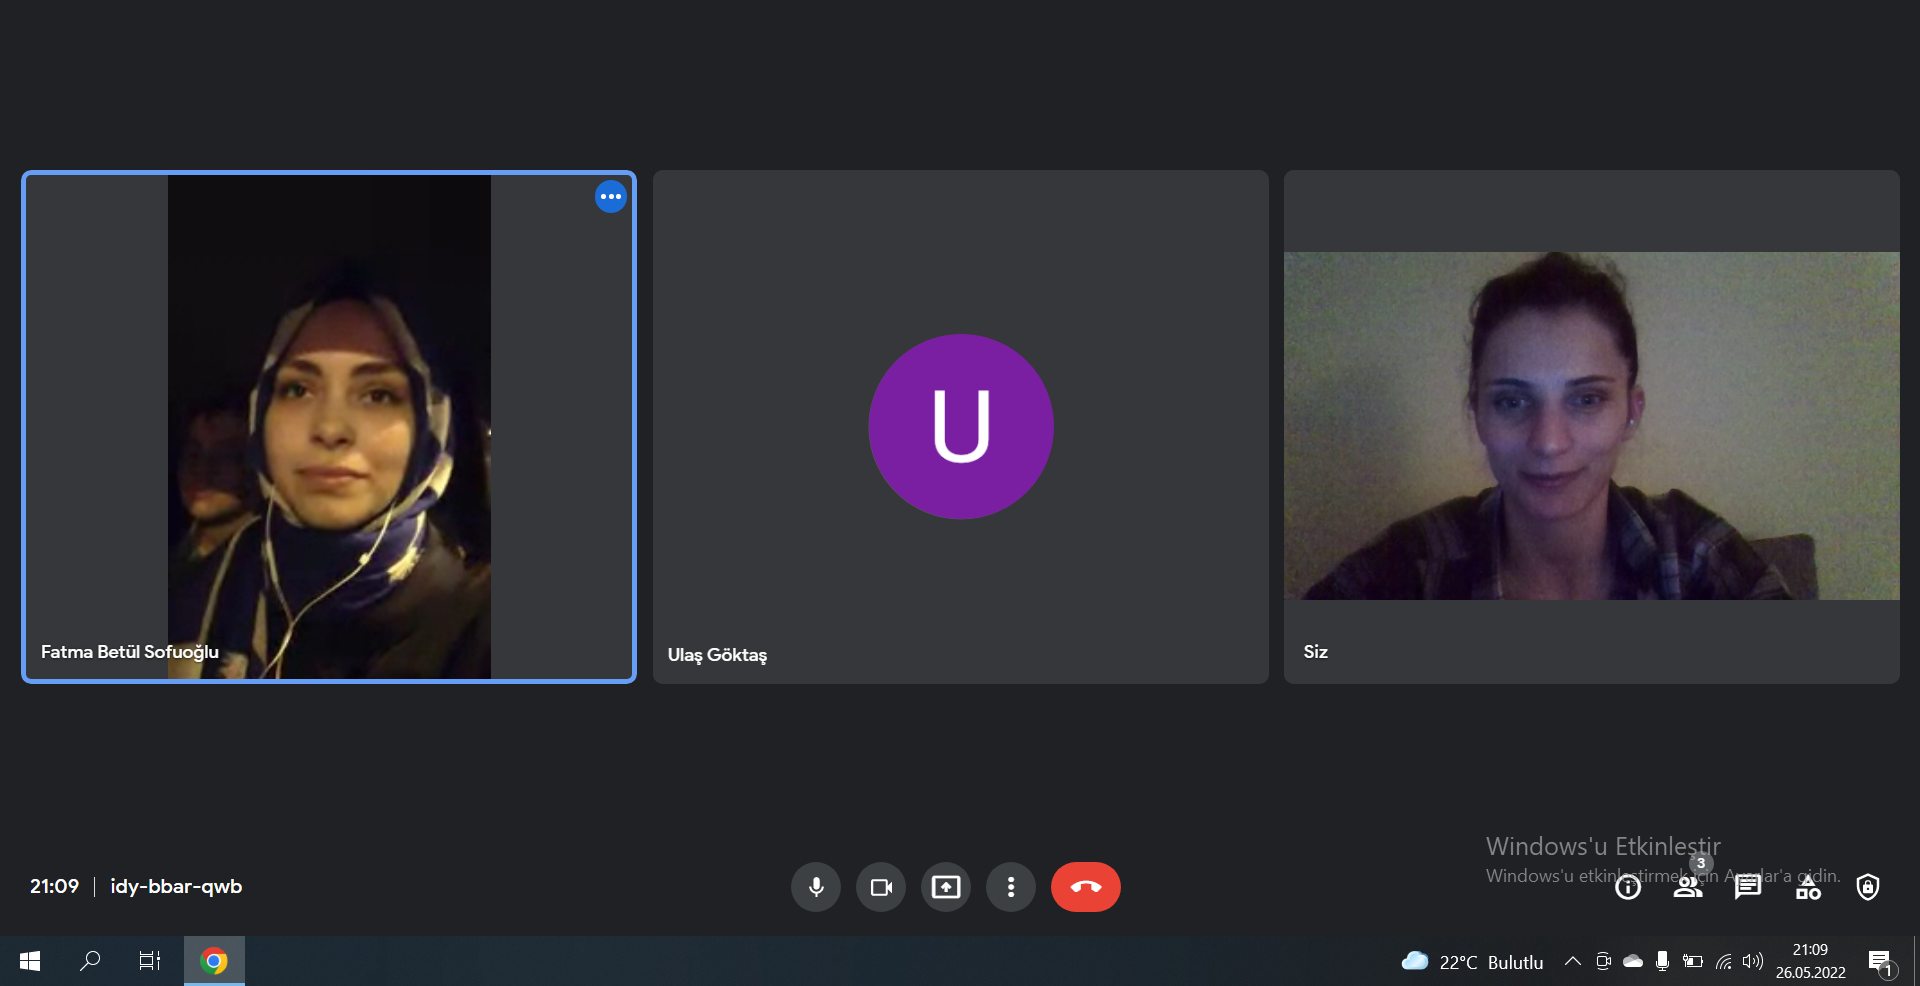 U
Fatma Betül Sofuoğlu
Ulaş Göktaş
Siz
Windows'u Etkinleştir
Windows'u etkinleştirmek için Ayarlar'a gidin.
3
21:09 | idy-bbar-qwb
22°C Bulutlu
21:09
26.05.2022
1